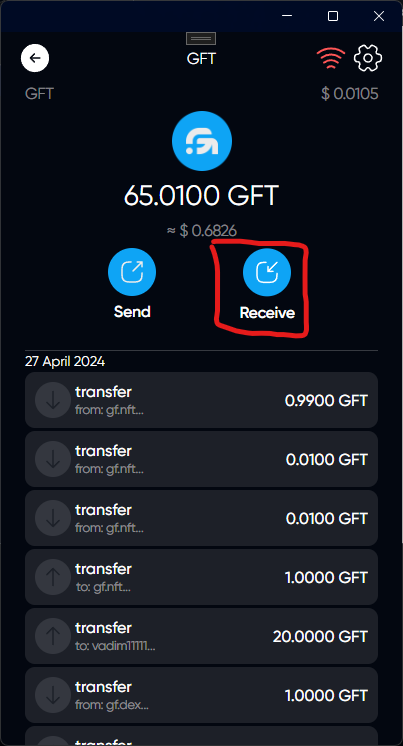 GFT
GFT $ 0.0105
65.0100 GFT
≈ $ 0.6826
Send Receive
27 April 2024
transfer
from: gf.nft...
0.9900 GFT
transfer
from: gf.nft...
0.0100 GFT
transfer
from: gf.nft...
0.0100 GFT
transfer
to: gf.nft...
1.0000 GFT
transfer
to: vadim11111...
20.0000 GFT
transfer
from: gf.dex...
1.0000 GFT